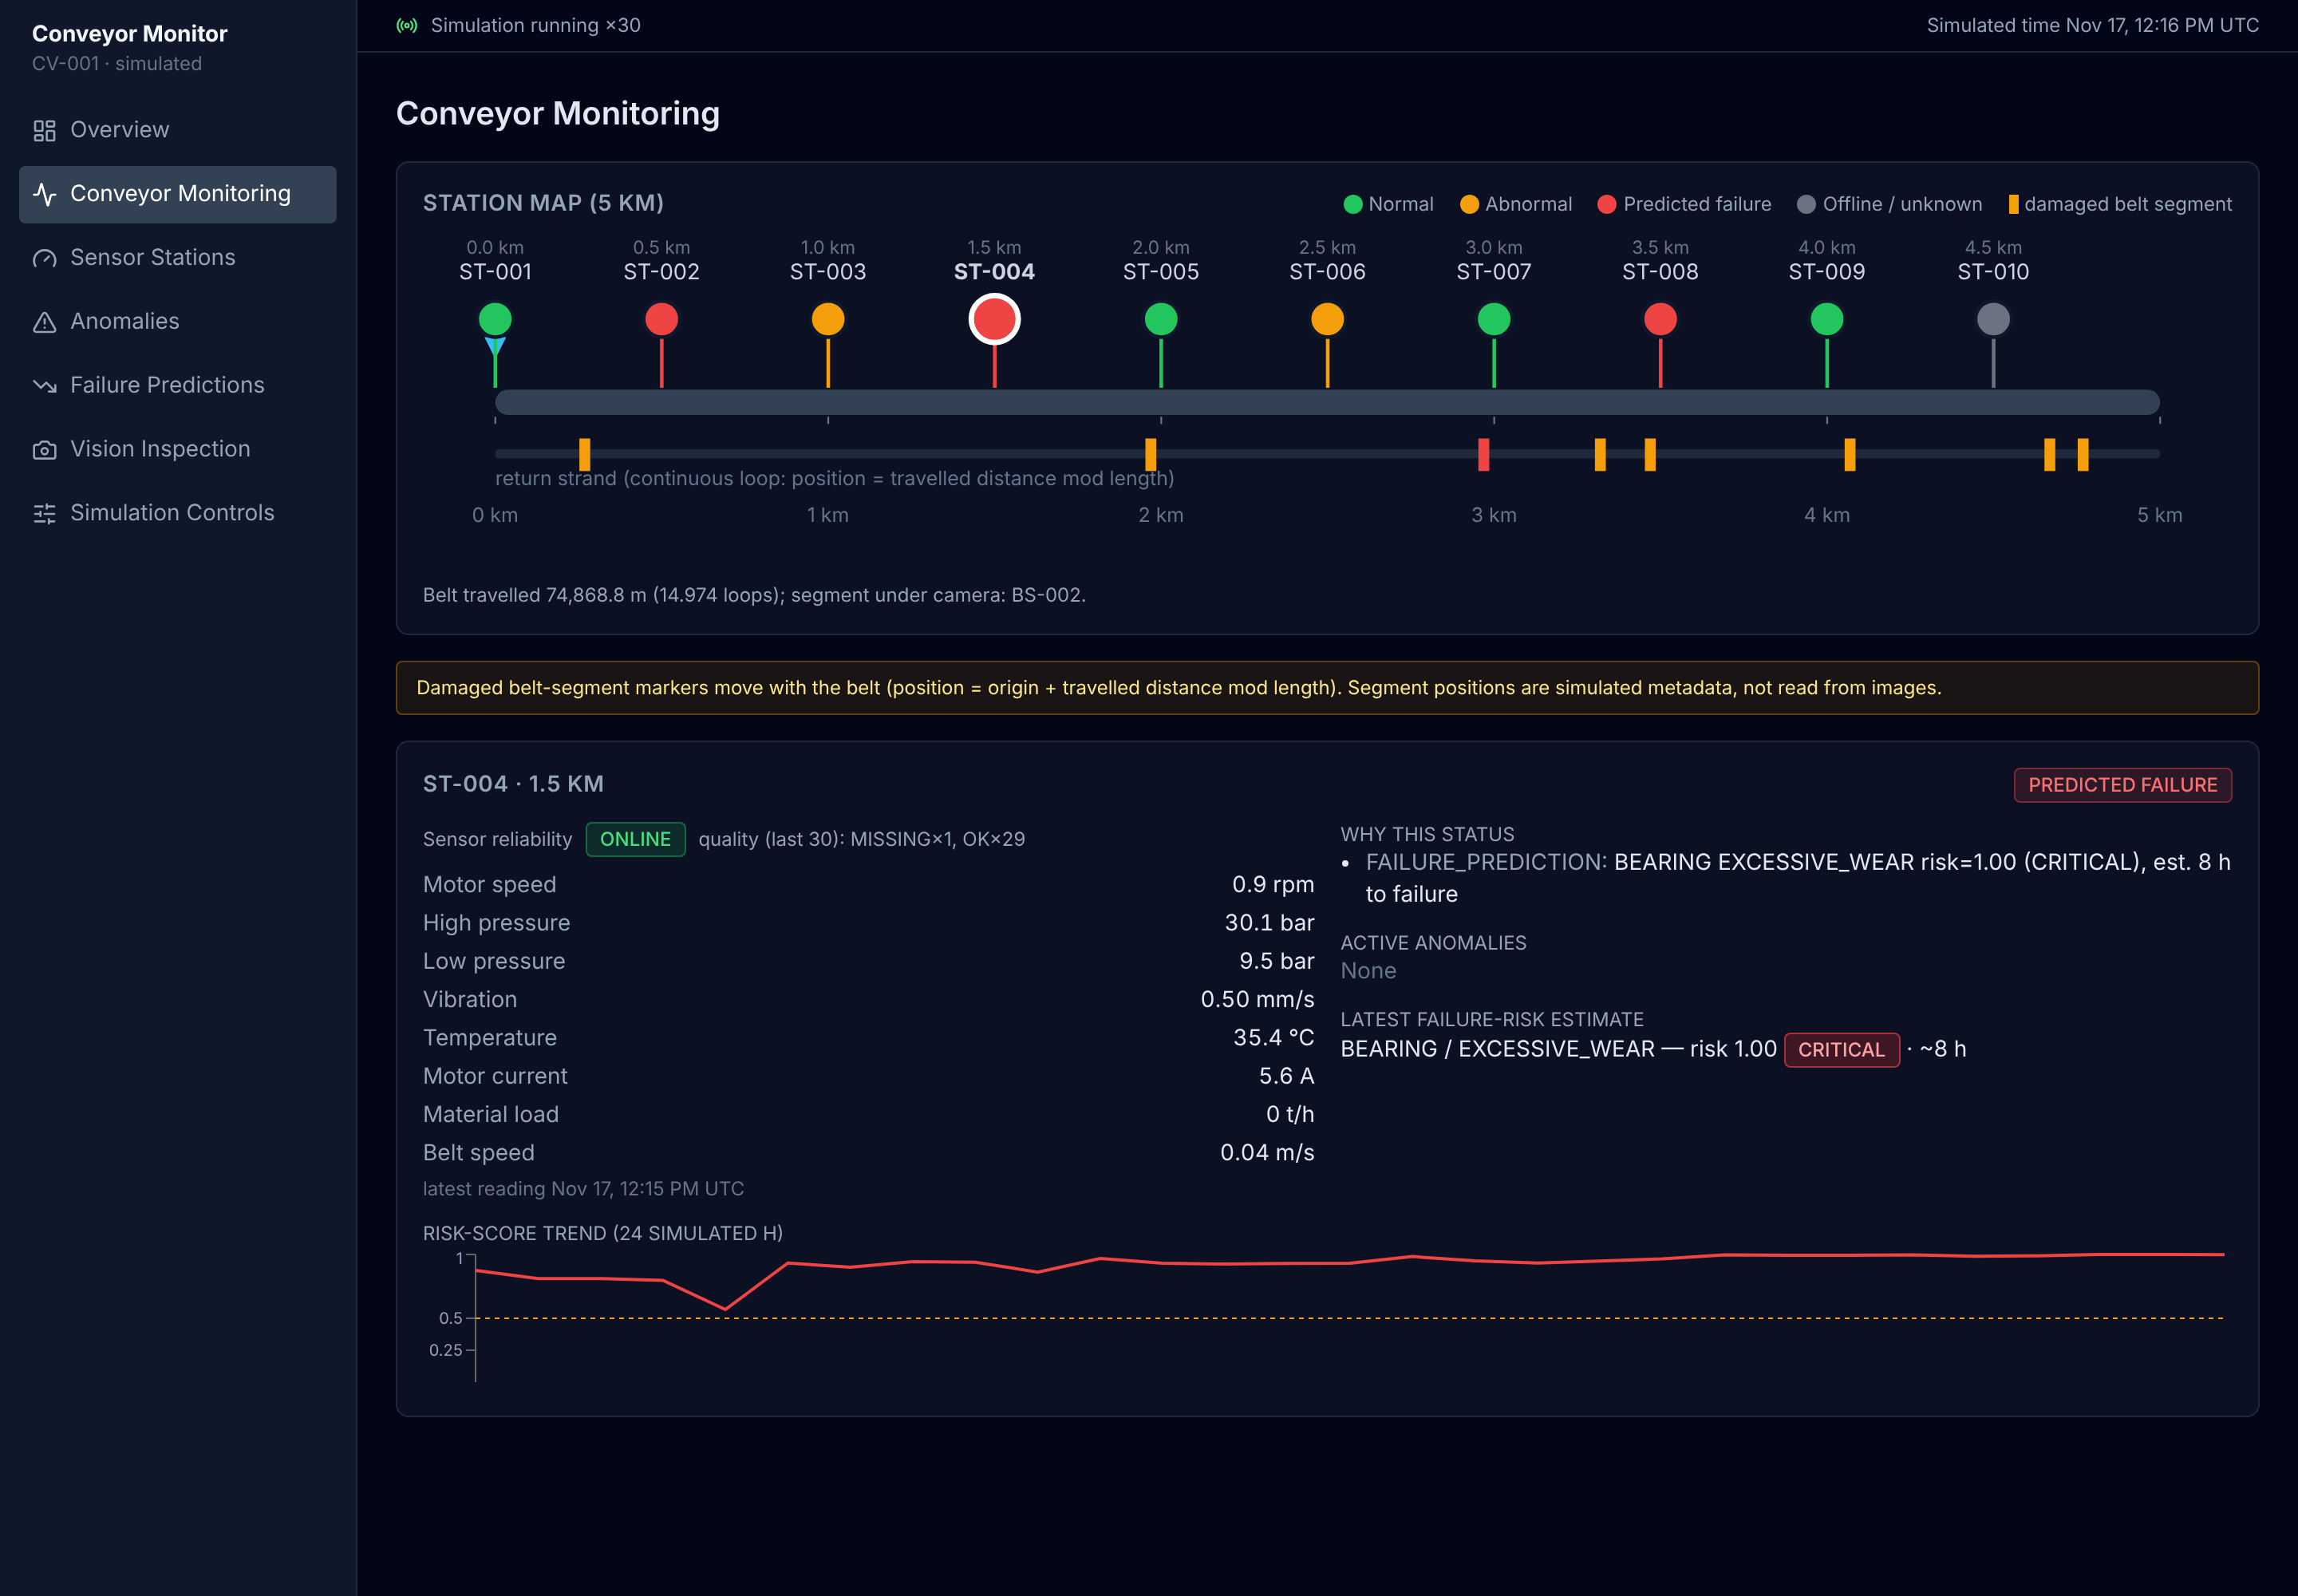 Conveyor Monitor
CV-001 · simulated
Overview
Conveyor Monitoring
Sensor Stations
Anomalies
Failure Predictions
Vision Inspection
Simulation Controls
Simulation running ×30
Simulated time Nov 17, 12:16 PM UTC
Conveyor Monitoring
STATION MAP (5 KM)
Normal Abnormal Predicted failure Offline / unknown damaged belt segment
0.0 km 0.5 km 1.0 km 1.5 km 2.0 km 2.5 km 3.0 km 3.5 km 4.0 km 4.5 km
ST-001 ST-002 ST-003 ST-004 ST-005 ST-006 ST-007 ST-008 ST-009 ST-010
return strand (continuous loop: position = travelled distance mod length)
0 km 1 km 2 km 3 km 4 km 5 km
Belt travelled 74,868.8 m (14.974 loops); segment under camera: BS-002.
Damaged belt-segment markers move with the belt (position = origin + travelled distance mod length). Segment positions are simulated metadata, not read from images.
ST-004 · 1.5 KM
PREDICTED FAILURE
Sensor reliability ONLINE quality (last 30): MISSING×1, OK×29
Motor speed 0.9 rpm
High pressure 30.1 bar
Low pressure 9.5 bar
Vibration 0.50 mm/s
Temperature 35.4 °C
Motor current 5.6 A
Material load 0 t/h
Belt speed 0.04 m/s
latest reading Nov 17, 12:15 PM UTC
WHY THIS STATUS
• FAILURE_PREDICTION: BEARING EXCESSIVE_WEAR risk=1.00 (CRITICAL), est. 8 h
to failure
ACTIVE ANOMALIES
None
LATEST FAILURE-RISK ESTIMATE
BEARING / EXCESSIVE_WEAR — risk 1.00 CRITICAL · ~8 h
RISK-SCORE TREND (24 SIMULATED H)
1
0.5
0.25